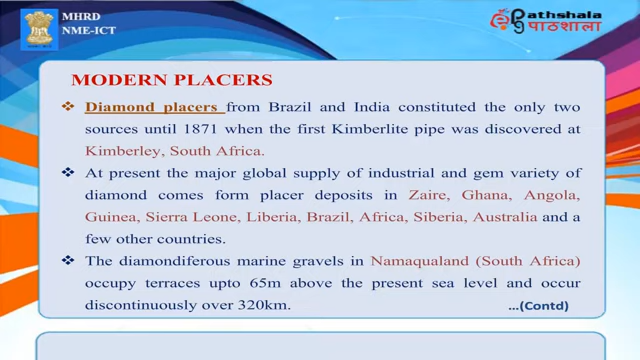 MHRD
NME-ICT
Pathshala
पाठशाला
MODERN PLACERS
❖ Diamond placers from Brazil and India constituted the only two
sources until 1871 when the first Kimberlite pipe was discovered at
Kimberley, South Africa.
❖ At present the major global supply of industrial and gem variety of
diamond comes form placer deposits in Zaire, Ghana, Angola,
Guinea, Sierra Leone, Liberia, Brazil, Africa, Siberia, Australia and a
few other countries.
❖ The diamondiferous marine gravels in Namaqualand (South Africa)
occupy terraces upto 65m above the present sea level and occur
discontinuously over 320km.
...(Contd)